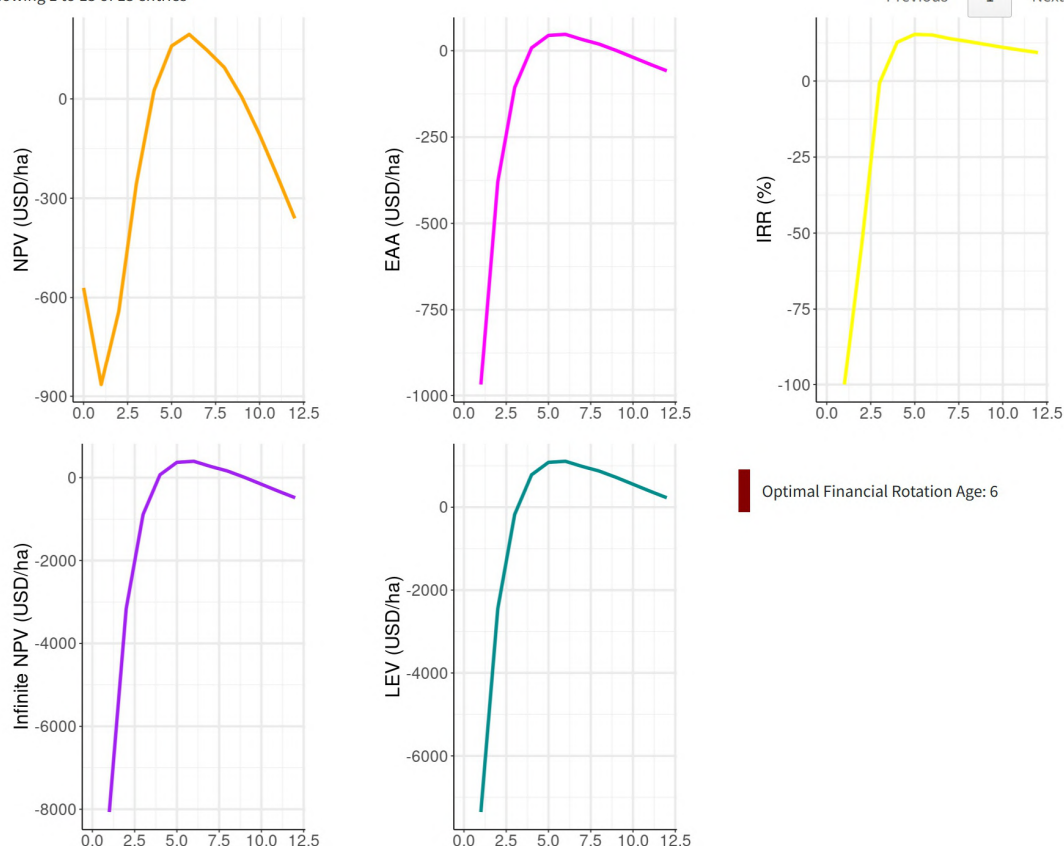 0
-300
-600
-900
NPV (USD/ha)
0.0 2.5 5.0 7.5 10.0 12.5
0
-250
-500
-750
-1000
EAA (USD/ha)
0.0 2.5 5.0 7.5 10.0 12.5
0
-25
-50
-75
-100
IRR (%)
0.0 2.5 5.0 7.5 10.0 12.5
0
-2000
-4000
-6000
-8000
Infinite NPV (USD/ha)
0.0 2.5 5.0 7.5 10.0 12.5
0
-2000
-4000
-6000
LEV (USD/ha)
0.0 2.5 5.0 7.5 10.0 12.5
Optimal Financial Rotation Age: 6